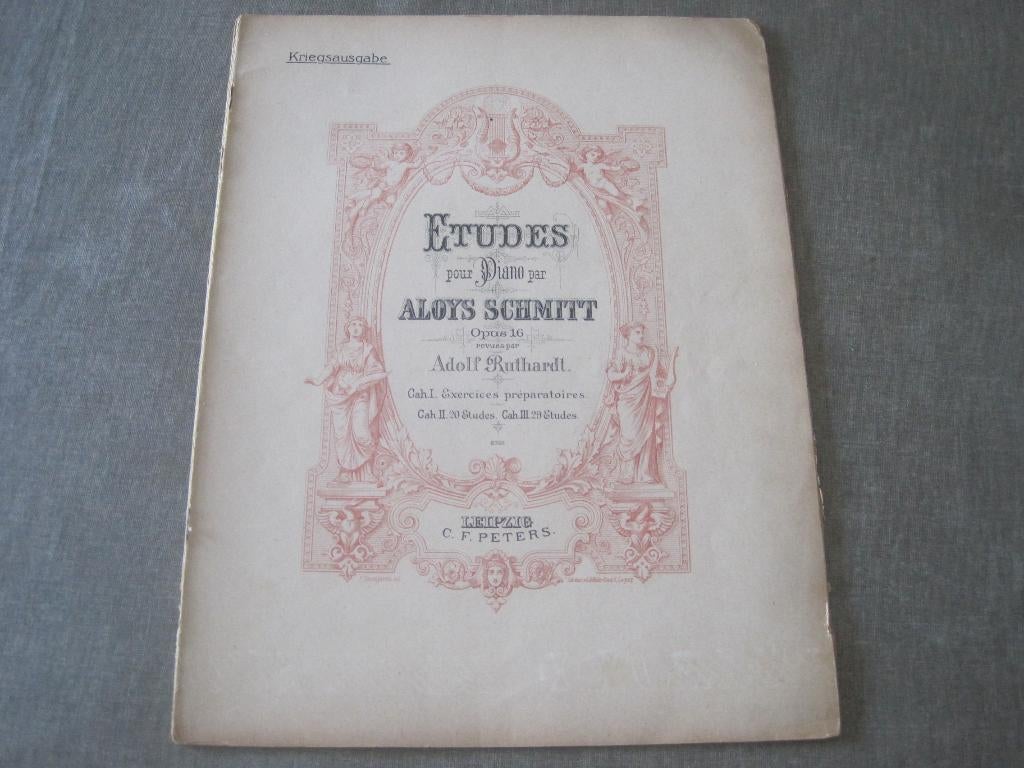 Kriegsausgabe
ETUDES
pour Piano par
ALOYS SCHMITT
Opus 16
revues par
Adolf Ruthardt.
Cah. I. Exercices préparatoires.
Cah. II. 20 Etudes. Cah. III. 29 Etudes.
LEIPZIG
C. F. PETERS.